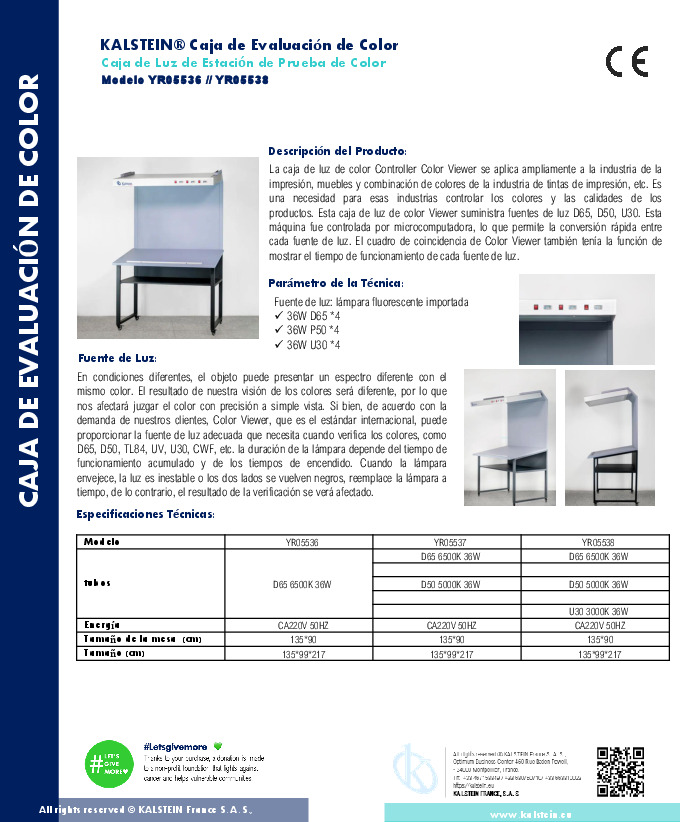 KALSTEIN® Caja de Evaluación de Color
Caja de Luz de Estación de Prueba de Color
Modelo YR05536 // YR05538
CE
CAJA DE EVALUACIÓN DE COLOR
Descripción del Producto:
La caja de luz de color Controller Color Viewer se aplica ampliamente a la industria de la
impresión, muebles y combinación de colores de la industria de tintas de impresión, etc. Es
una necesidad para esas industrias controlar los colores y las calidades de los
productos. Esta caja de luz de color Viewer suministra fuentes de luz D65, D50, U30. Esta
máquina fue controlada por microcomputadora, lo que permite la conversión rápida entre
cada fuente de luz. El cuadro de coincidencia de Color Viewer también tenía la función de
mostrar el tiempo de funcionamiento de cada fuente de luz.
Parámetro de la Técnica:
Fuente de luz: lámpara fluorescente importada
✓ 36W D65 *4
✓ 36W P50 *4
✓ 36W U30 *4
Fuente de Luz:
En condiciones diferentes, el objeto puede presentar un espectro diferente con el
mismo color. El resultado de nuestra visión de los colores será diferente, por lo que
nos afectará juzgar el color con precisión a simple vista. Si bien, de acuerdo con la
demanda de nuestros clientes, Color Viewer, que es el estándar internacional, puede
proporcionar la fuente de luz adecuada que necesita cuando verifica los colores, como
D65, D50, TL84, UV, U30, CWF, etc. la duración de la lámpara depende del tiempo de
funcionamiento acumulado y de los tiempos de encendido. Cuando la lámpara
envejece, la luz es inestable o los dos lados se vuelven negros, reemplace la lámpara a
tiempo, de lo contrario, el resultado de la verificación se verá afectado.
Especificaciones Técnicas:
Modelo YR05536 YR05537 YR05538
D65 6500K 36W D65 6500K 36W
tubos D65 6500K 36W D50 5000K 36W D50 5000K 36W
U30 3000K 36W
Energía CA220V 50HZ CA220V 50HZ CA220V 50HZ
Tamaño de la mesa (cm) 135*90 135*90 135*90
Tamaño (cm) 135*99*217 135*99*217 135*99*217
# LET'S
GIVE
MORE
#Letsgivemore
Thanks to your purchase, a donation is made
to a non-profit foundation that fights against
cancer and helps vulnerable communities
All rights reserved © KALSTEIN France S. A. S.,
Optimum Business Center 450 Rue Baden Powell,
34000 Montpellier, France.
https://kalstein.eu
KALSTEIN FRANCE, S. A. S
All rights reserved © KALSTEIN France S. A. S.,
www.kalstein.eu